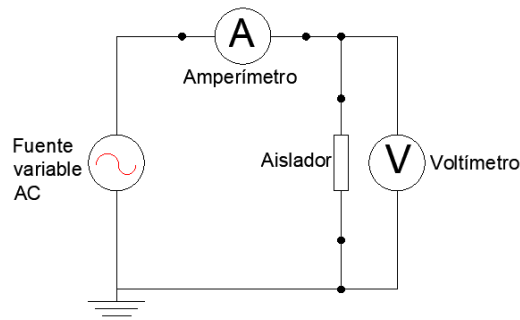 A
Amperímetro
Fuente
variable
AC
Aislador
V
Voltímetro